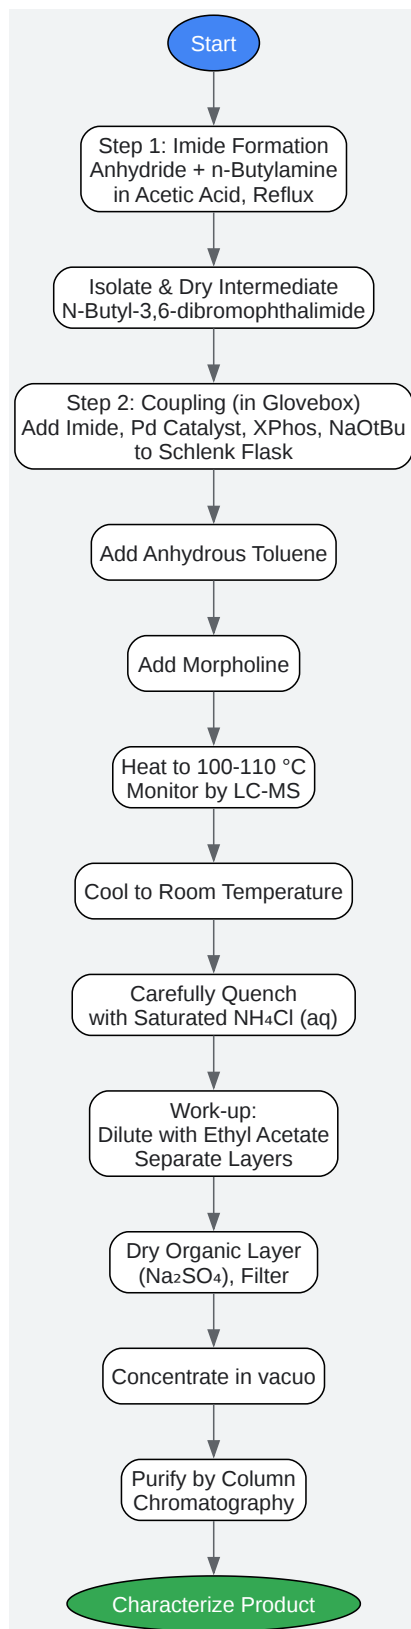 Start
Step 1: Imide Formation
Anhydride + n-Butylamine
in Acetic Acid, Reflux
Isolate & Dry Intermediate
N-Butyl-3,6-dibromophthalimide
Step 2: Coupling (in Glovebox)
Add Imide, Pd Catalyst, XPhos, NaOtBu
to Schlenk Flask
Add Anhydrous Toluene
Add Morpholine
Heat to 100-110 °C
Monitor by LC-MS
Cool to Room Temperature
Carefully Quench
with Saturated NH₄Cl (aq)
Work-up:
Dilute with Ethyl Acetate
Separate Layers
Dry Organic Layer
(Na₂SO₄), Filter
Concentrate in vacuo
Purify by Column
Chromatography
Characterize Product